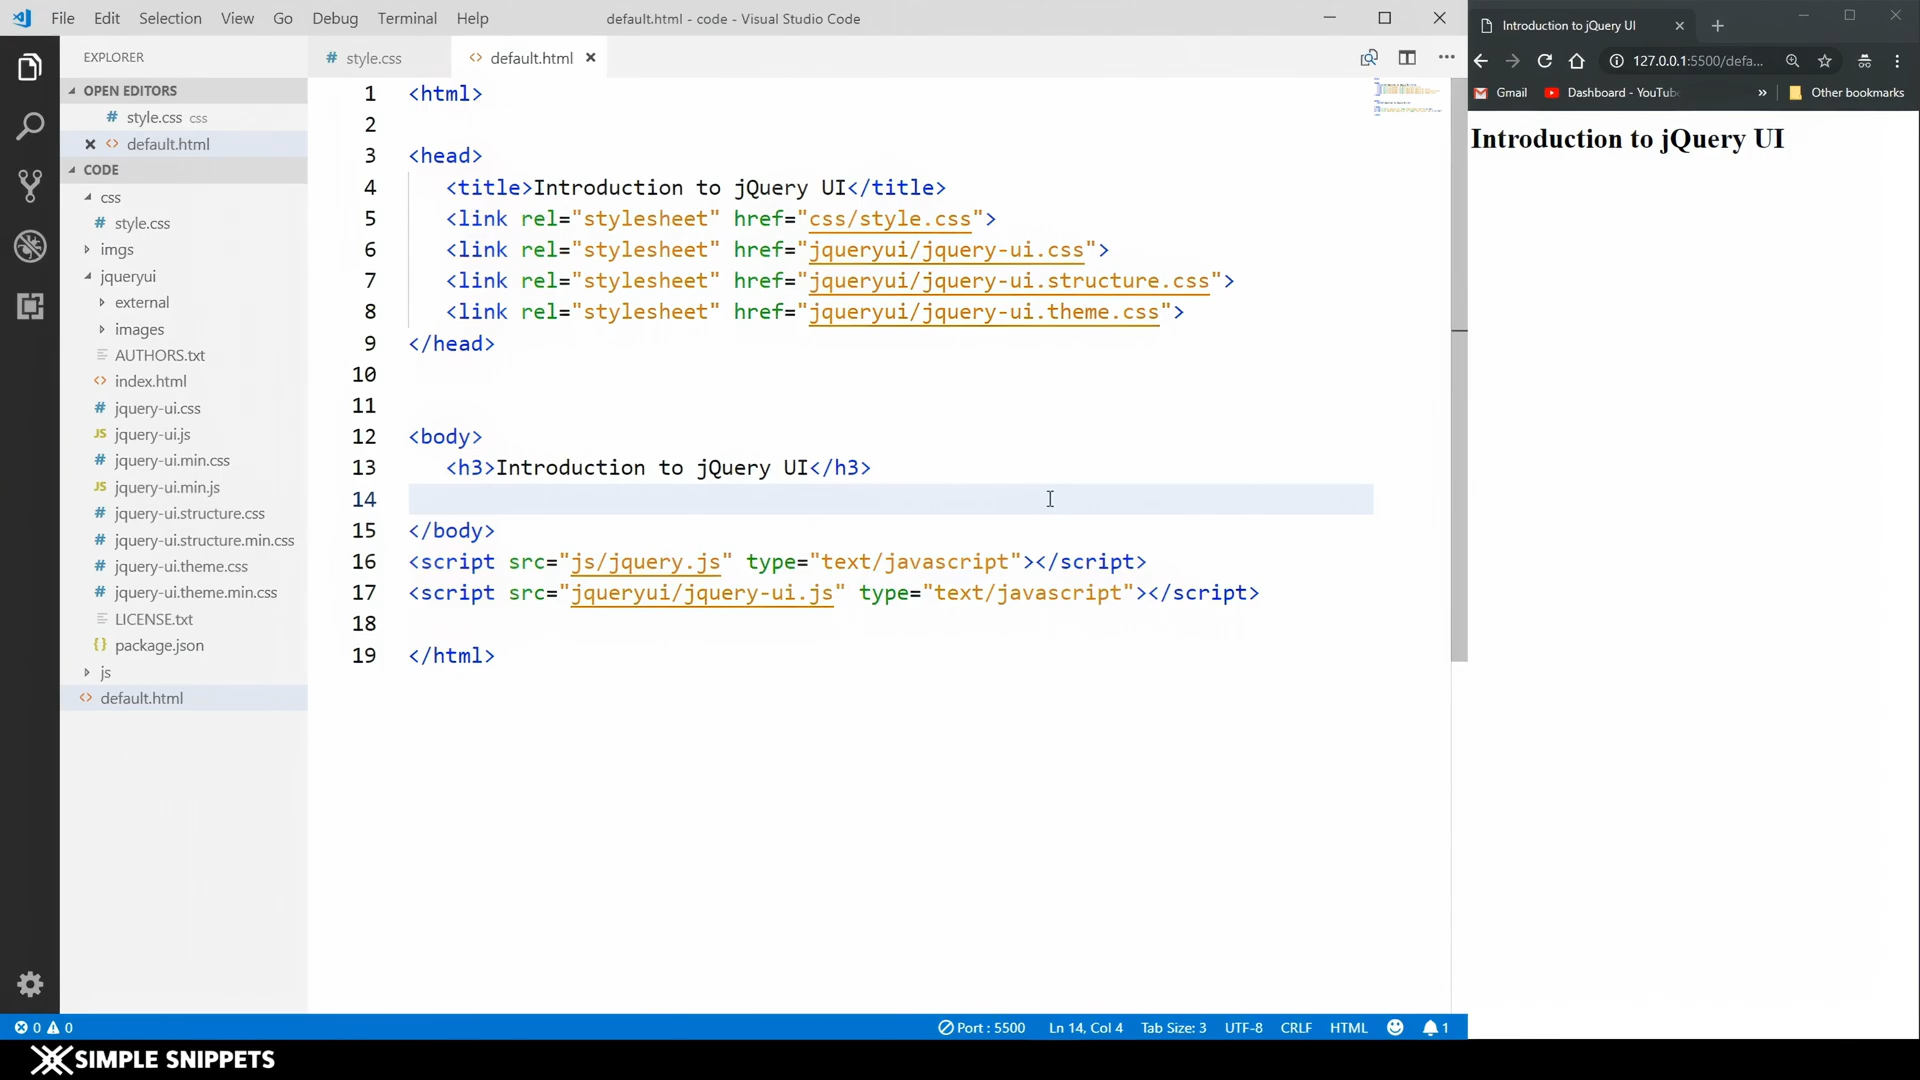 File Edit Selection View Go Debug Terminal Help
default.html - code - Visual Studio Code
EXPLORER
OPEN EDITORS
# style.css css
<> default.html
CODE
css
# style.css
imgs
jqueryui
external
images
AUTHORS.txt
<> index.html
# jquery-ui.css
JS jquery-ui.js
# jquery-ui.min.css
JS jquery-ui.min.js
# jquery-ui.structure.css
# jquery-ui.structure.min.css
# jquery-ui.theme.css
# jquery-ui.theme.min.css
LICENSE.txt
{} package.json
js
<> default.html
# style.css
<> default.html
1 <html>
2
3 <head>
4 <title>Introduction to jQuery UI</title>
5 <link rel="stylesheet" href="css/style.css">
6 <link rel="stylesheet" href="jqueryui/jquery-ui.css">
7 <link rel="stylesheet" href="jqueryui/jquery-ui.structure.css">
8 <link rel="stylesheet" href="jqueryui/jquery-ui.theme.css">
9 </head>
10
11
12 <body>
13 <h3>Introduction to jQuery UI</h3>
14
15 </body>
16 <script src="js/jquery.js" type="text/javascript"></script>
17 <script src="jqueryui/jquery-ui.js" type="text/javascript"></script>
18
19 </html>
0 0
Port : 5500 Ln 14, Col 4 Tab Size: 3 UTF-8 CRLF HTML 1
Introduction to jQuery UI
127.0.0.1:5500/defa...
Gmail Dashboard - YouTub » Other bookmarks
Introduction to jQuery UI
SIMPLE SNIPPETS